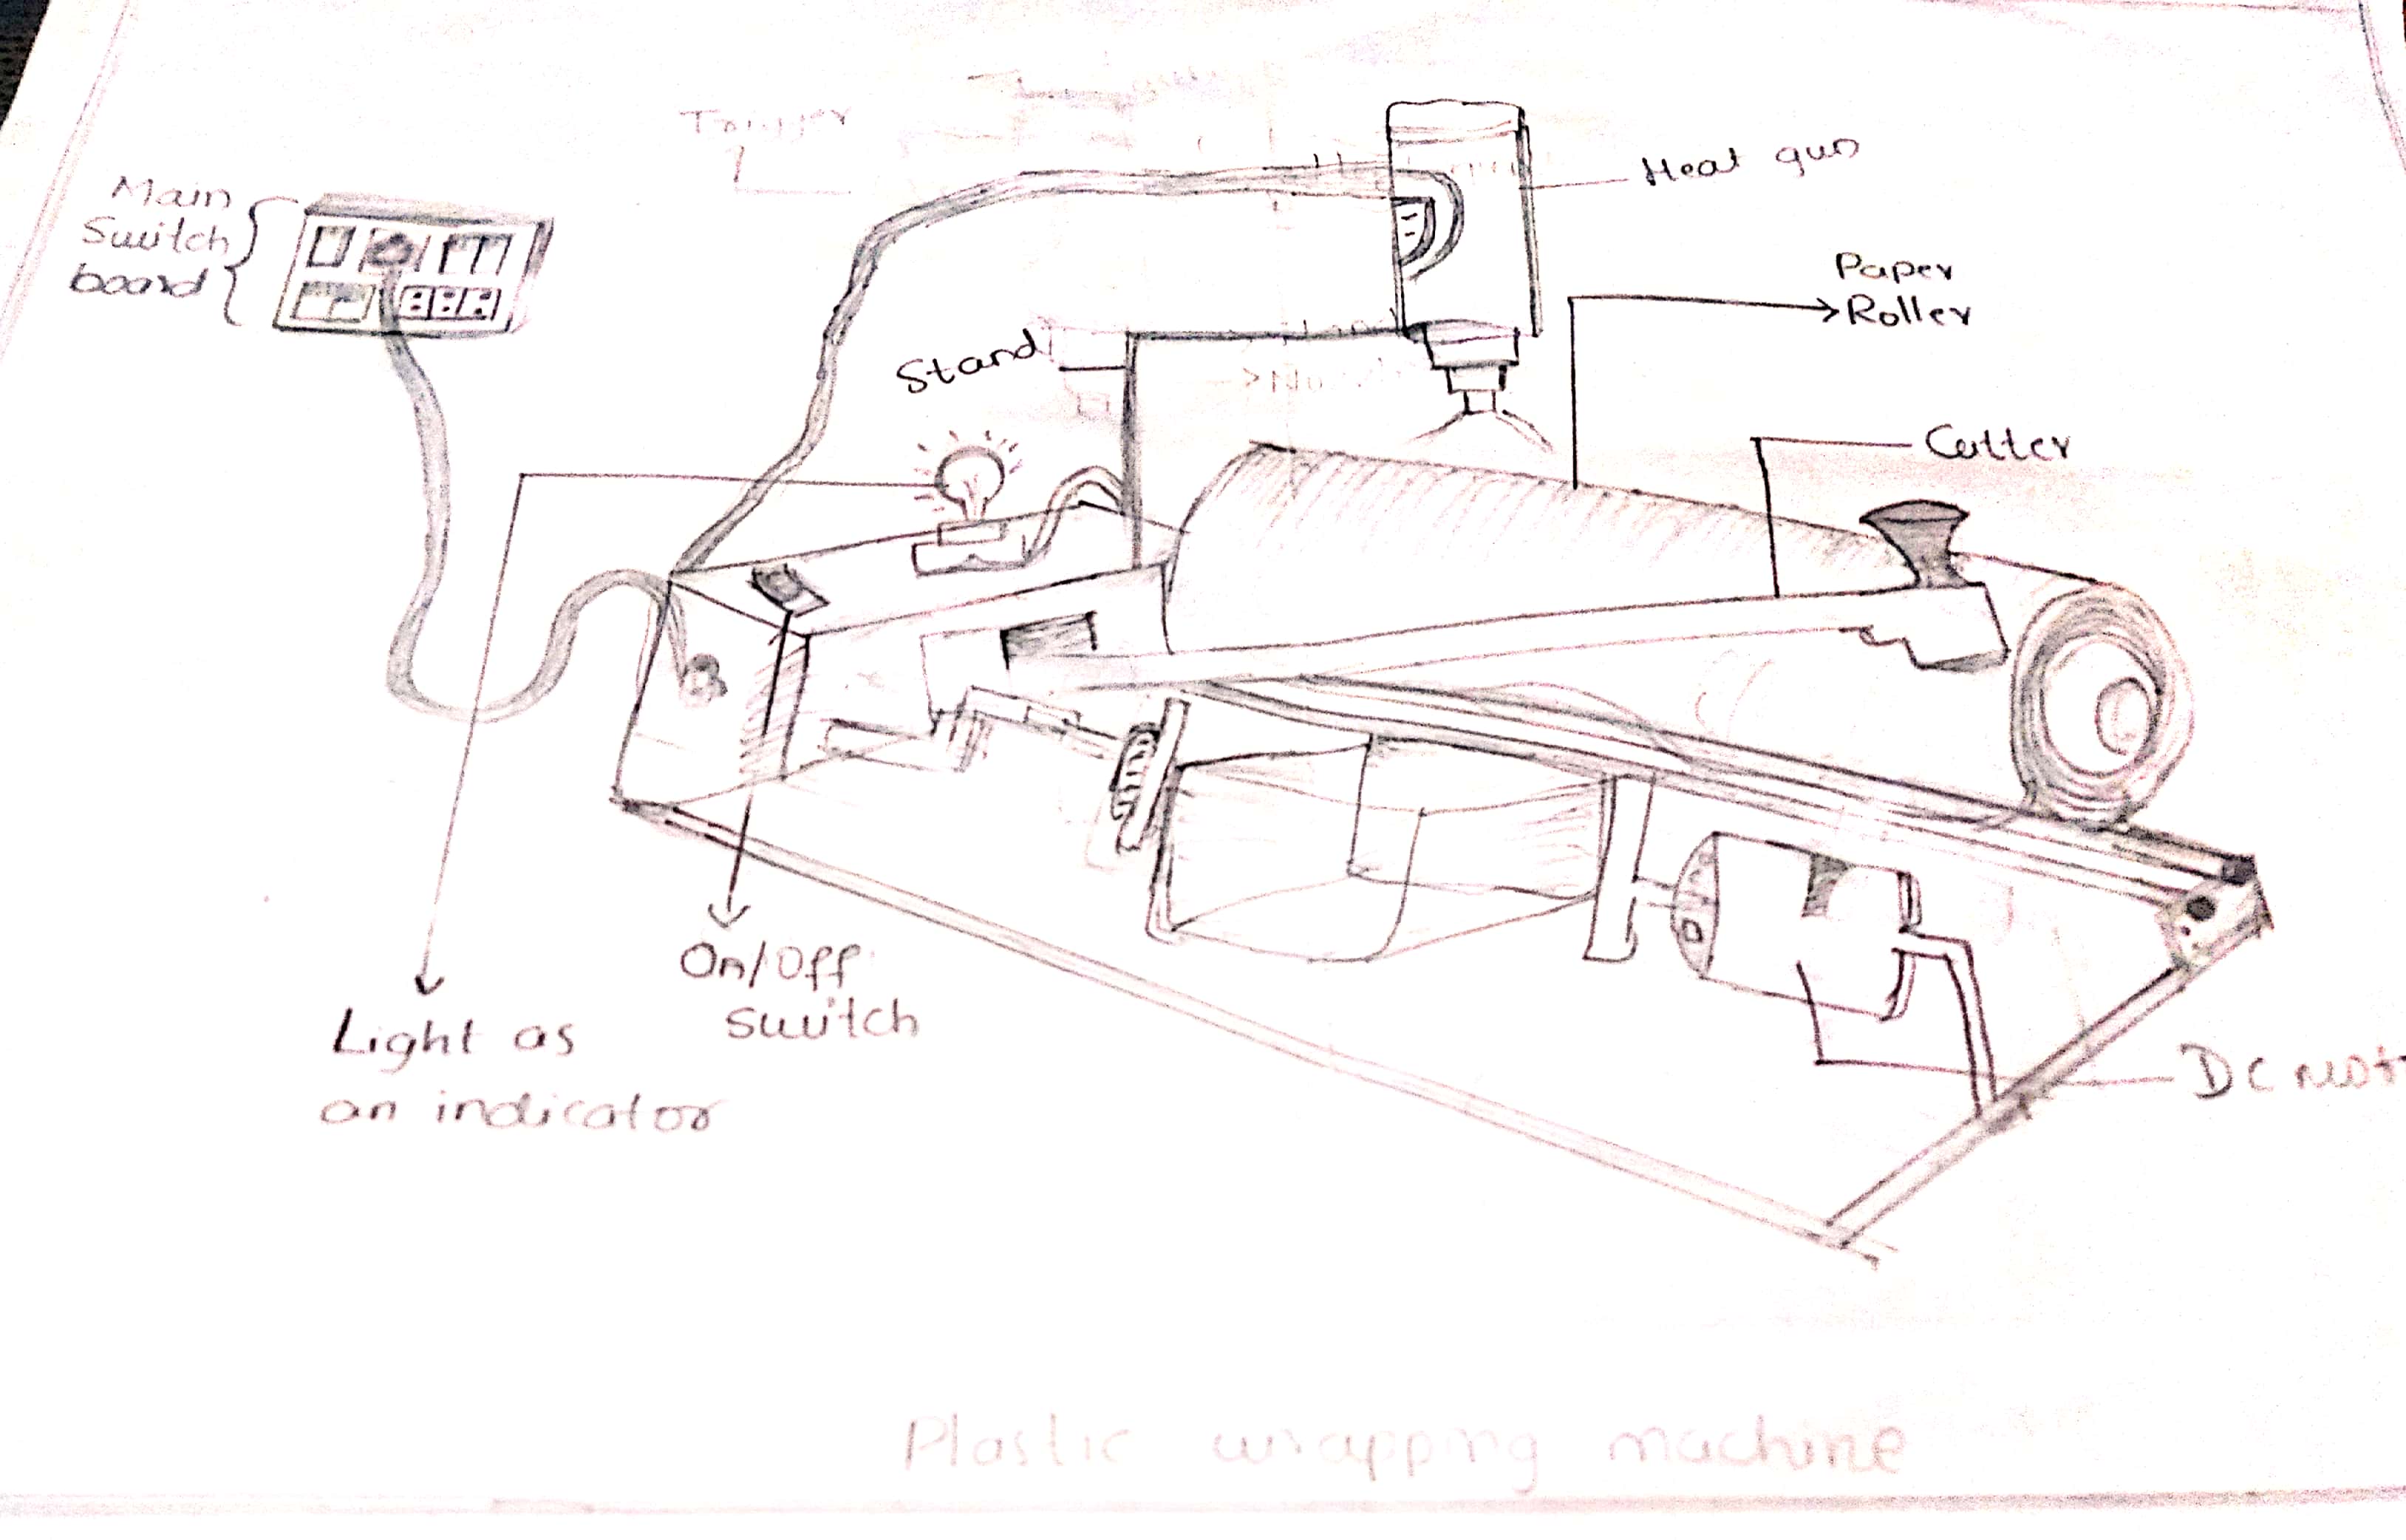 Trigger
Heat gun
Main
Switch
board
Paper
Roller
Stand
Cutter
On/Off
switch
Light as
an indicator
DC Mot
Plastic wrapping machine